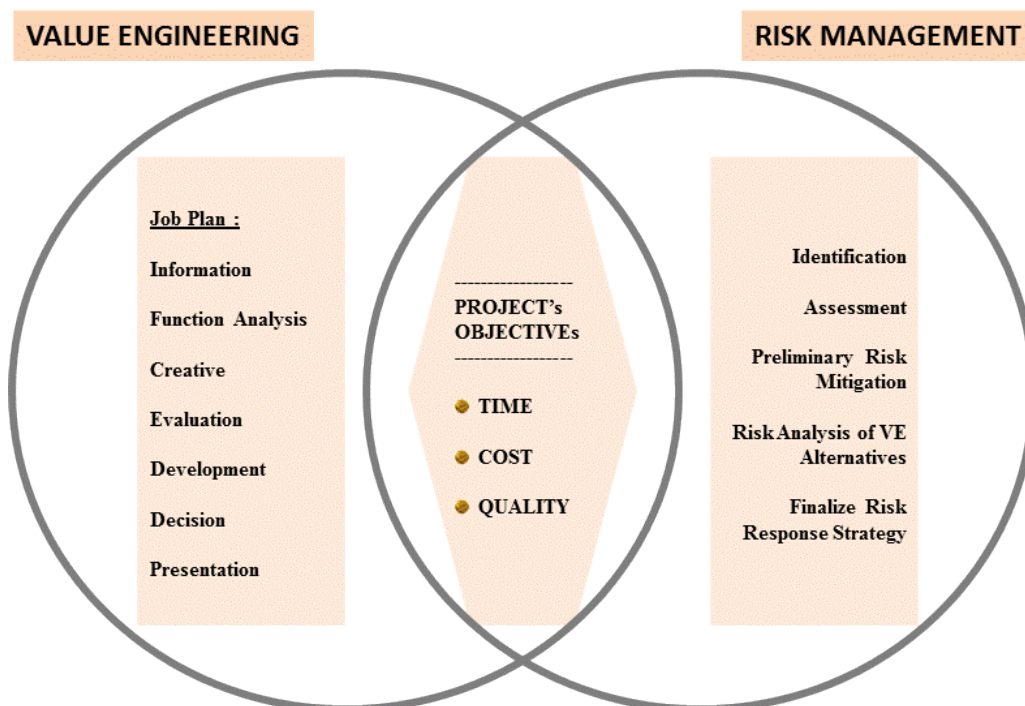 VALUE ENGINEERING
RISK MANAGEMENT
Job Plan :
Information
Function Analysis
Creative
Evaluation
Development
Decision
Presentation
------------------
PROJECT’s
OBJECTIVEs
------------------
TIME
COST
QUALITY
Identification
Assessment
Preliminary Risk
Mitigation
Risk Analysis of VE
Alternatives
Finalize Risk
Response Strategy